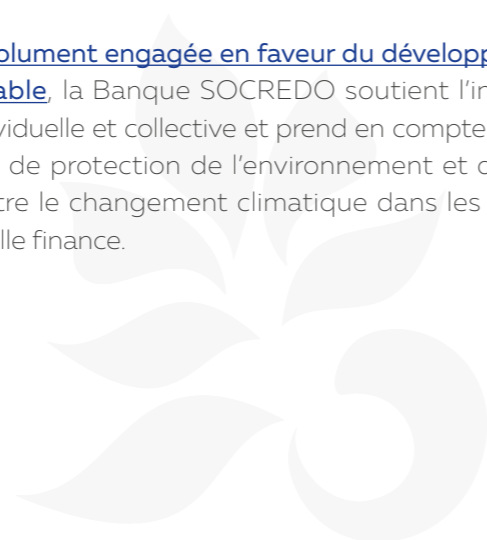 olument engagée en faveur du développ
able, la Banque SOCREDO soutient l’in
viduelle et collective et prend en compte
de protection de l’environnement et
tre le changement climatique dans les
lle finance.